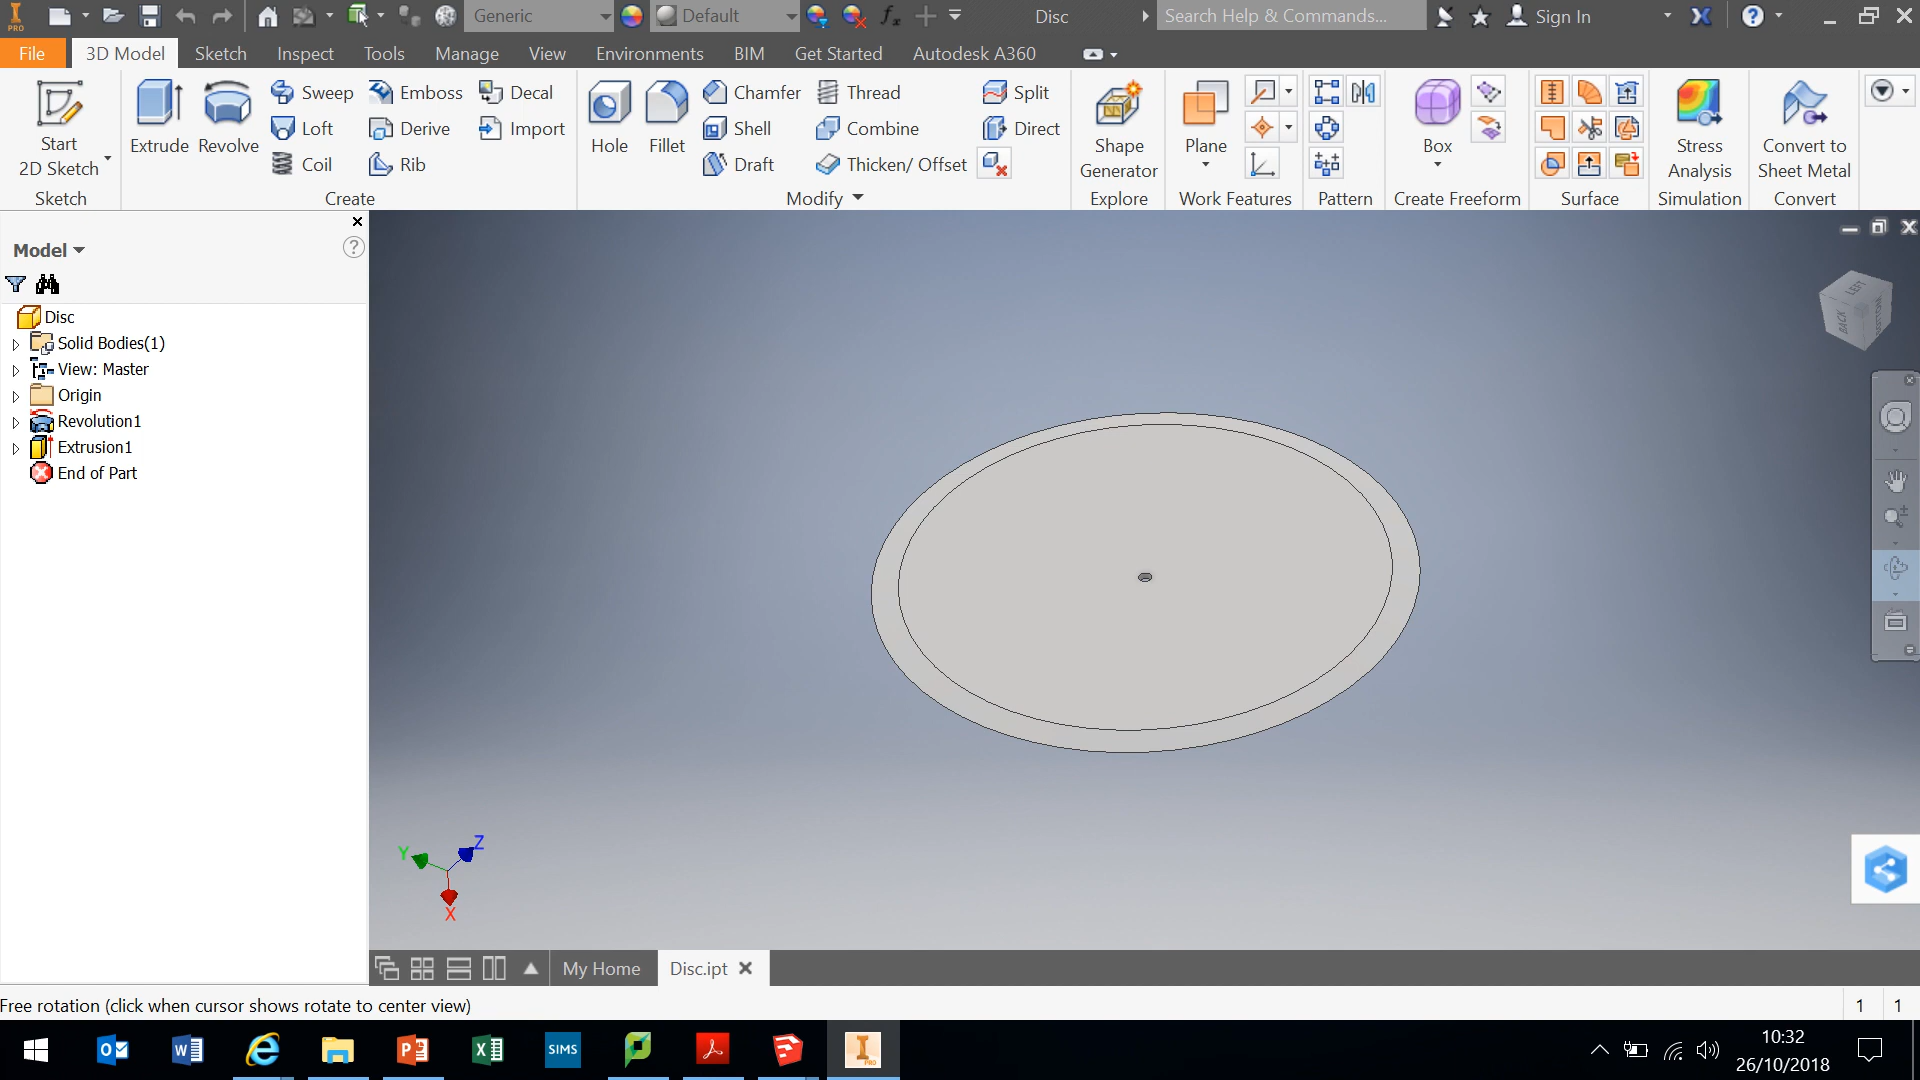 PRO
Generic
Default
fx
Disc
Search Help & Commands...
Sign In
File
3D Model
Sketch
Inspect
Tools
Manage
View
Environments
BIM
Get Started
Autodesk A360
Start
2D Sketch
Sketch
Extrude
Revolve
Sweep
Loft
Coil
Emboss
Derive
Rib
Decal
Import
Create
Hole
Fillet
Chamfer
Shell
Draft
Thread
Combine
Thicken/ Offset
Split
Direct
Modify
Shape
Generator
Explore
Plane
Work Features
Pattern
Box
Create Freeform
Surface
Stress
Analysis
Simulation
Convert to
Sheet Metal
Convert
Model
Disc
Solid Bodies(1)
View: Master
Origin
Revolution1
Extrusion1
End of Part
LEFT
BACK
Y
Z
X
My Home
Disc.ipt
Free rotation (click when cursor shows rotate to center view)
1
1
SIMS
PRO
10:32
26/10/2018